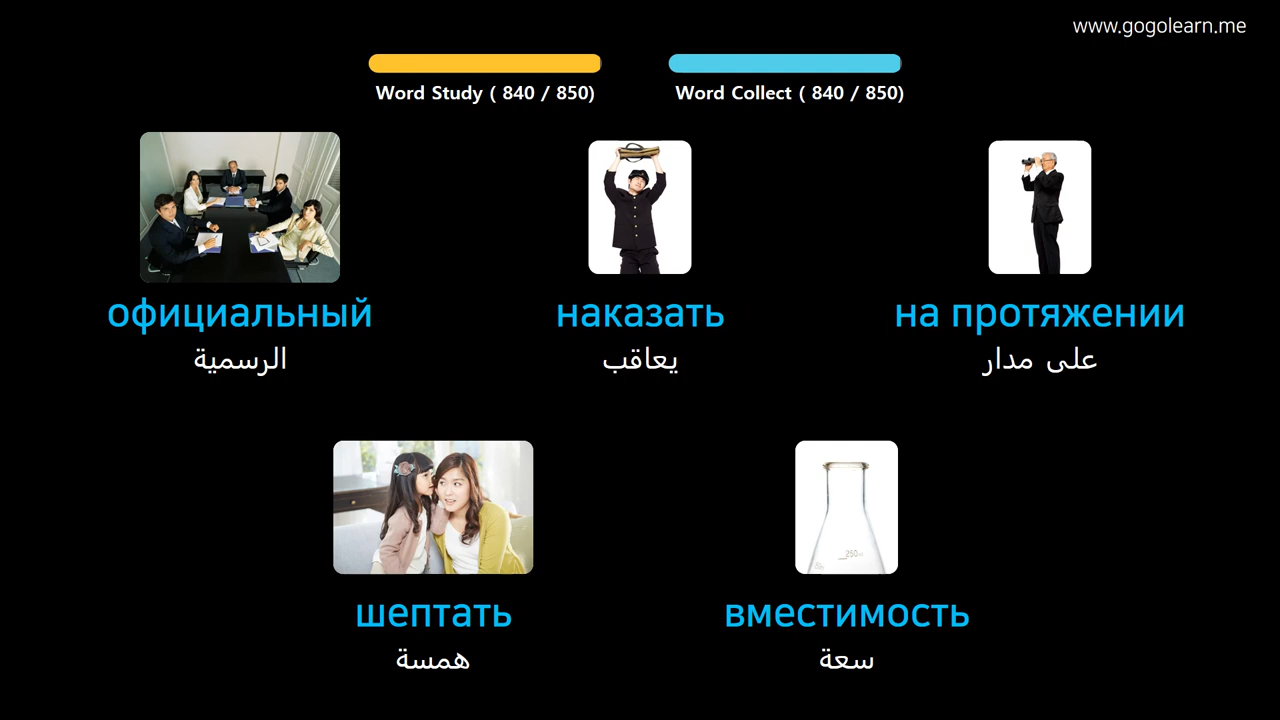 www.gogolearn.me
Word Study ( 840 / 850)
Word Collect ( 840 / 850)
официальный
الرسمية
наказать
يعاقب
на протяжении
على مدار
шептать
همسة
вместимость
سعة
250